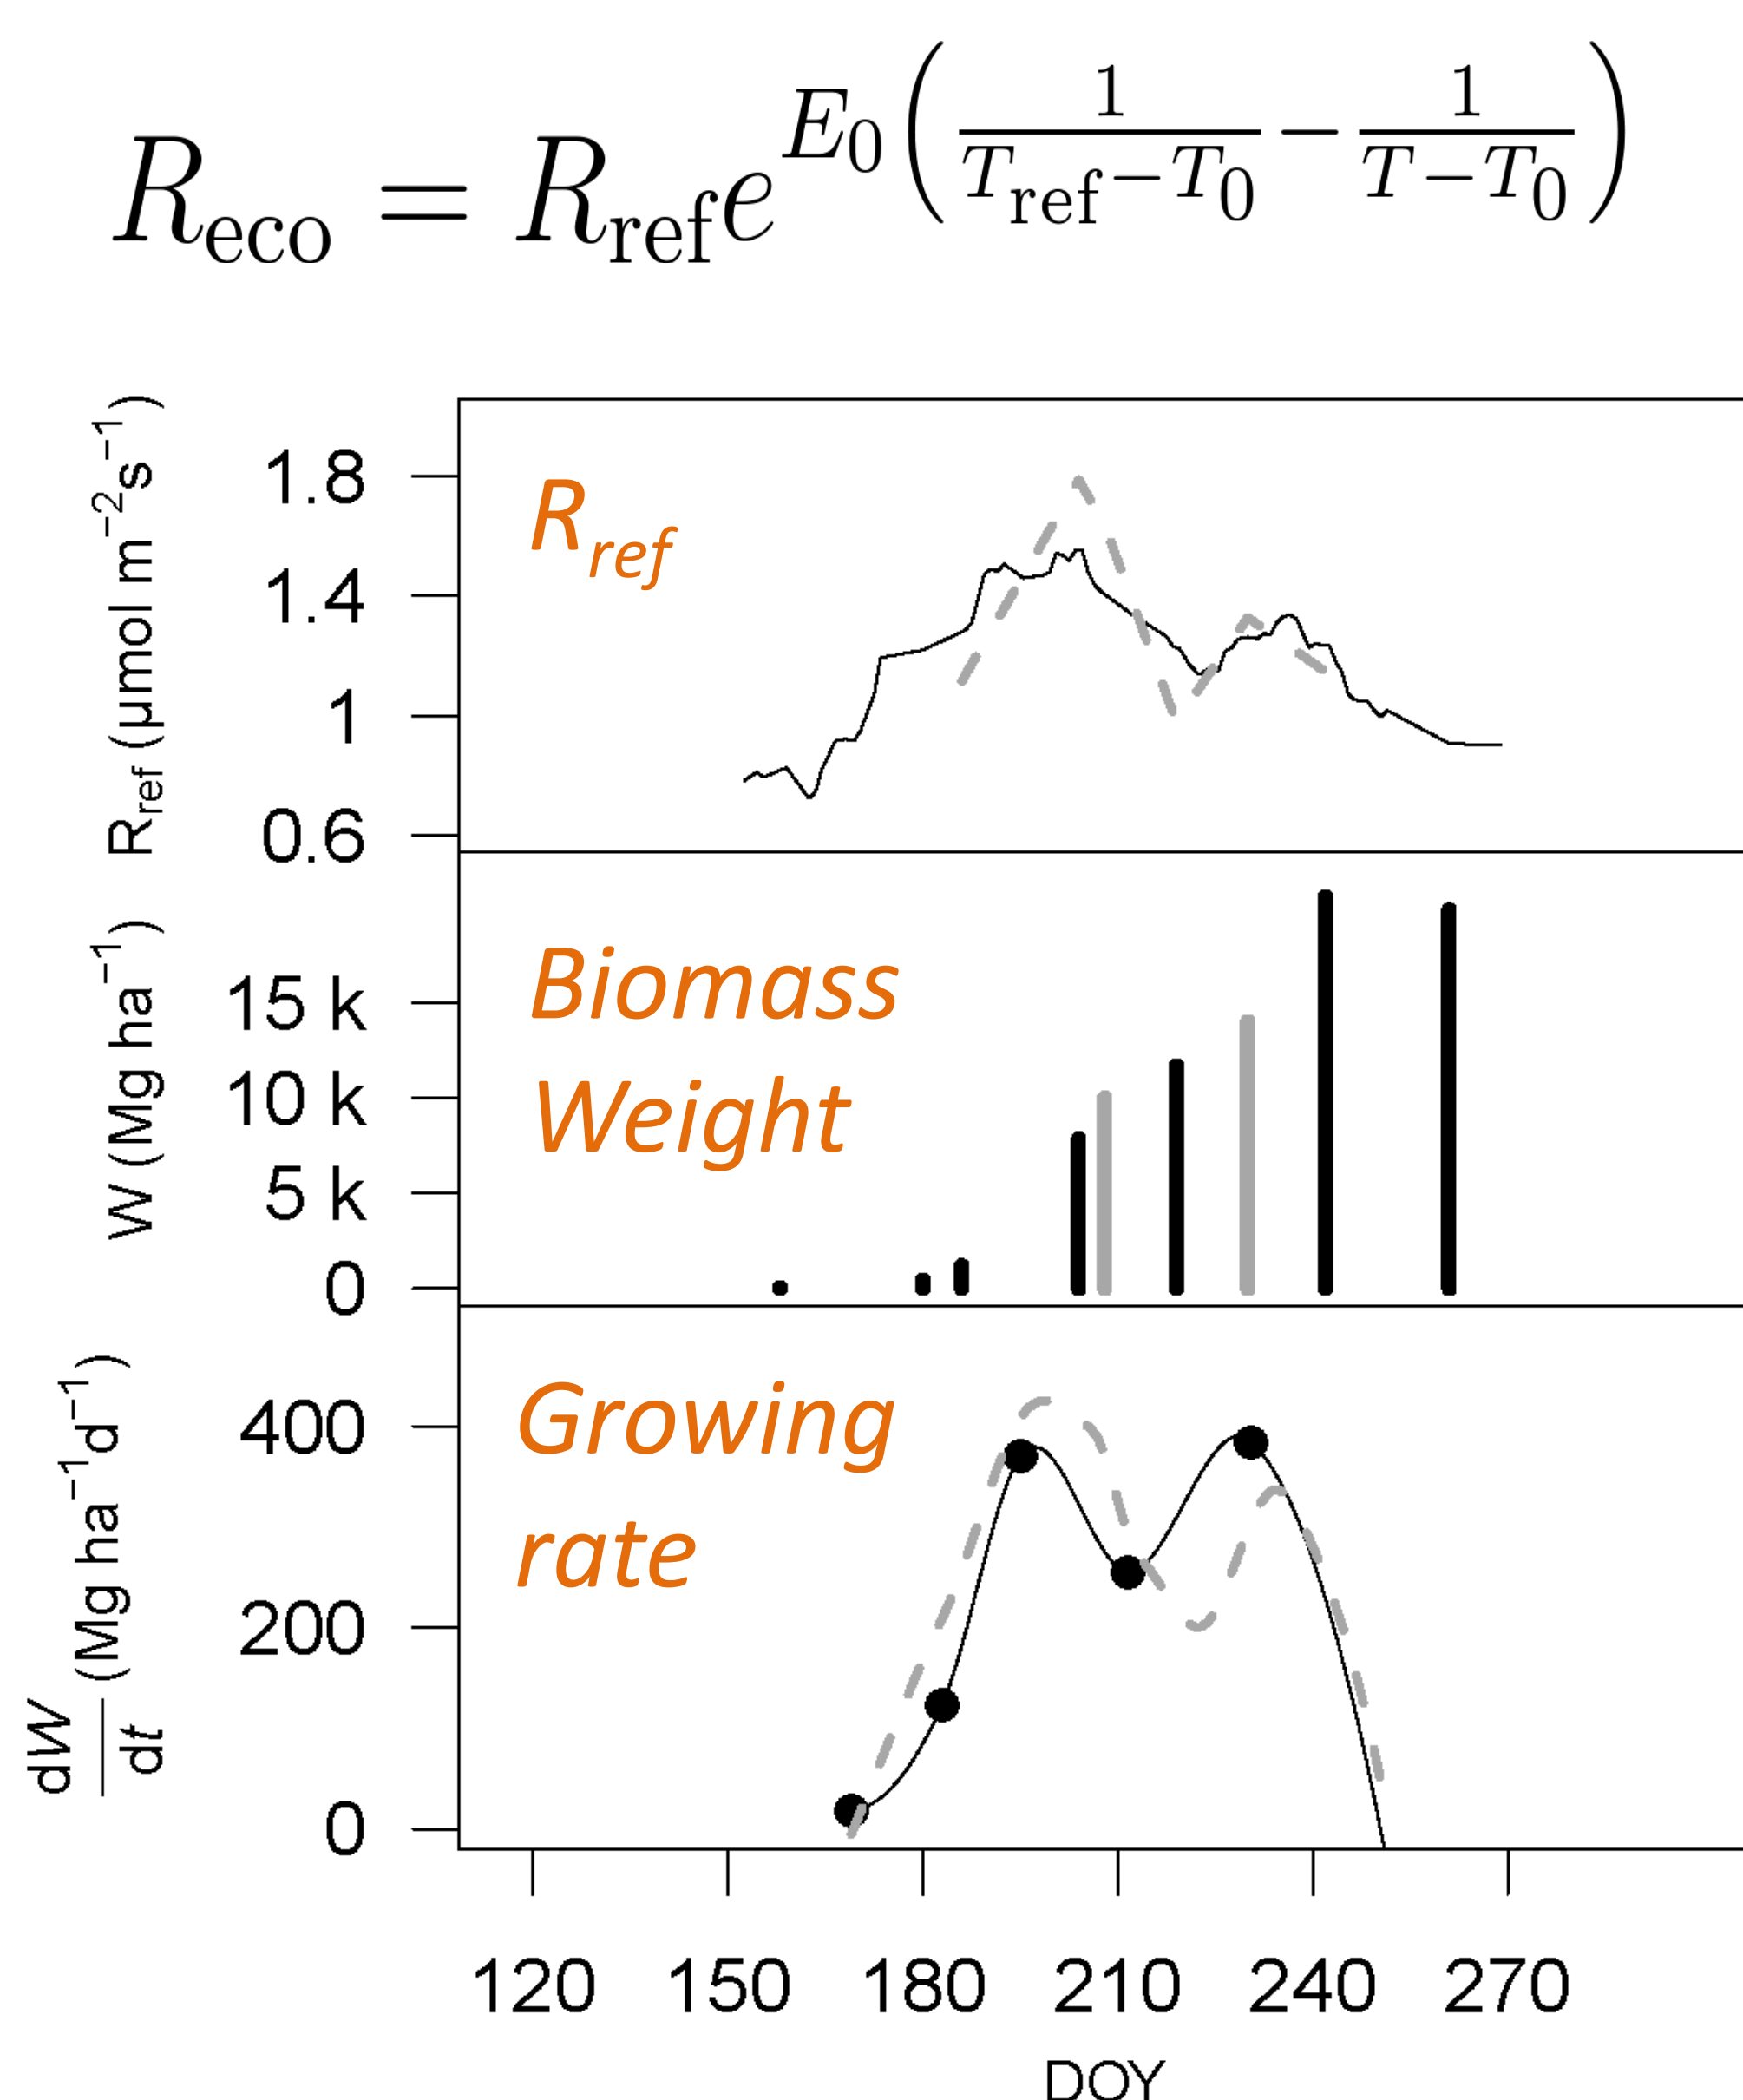 R_eco = R_ref e^{E_0(1/(T_ref−T_0) − 1/(T−T_0))}
R_ref (μmol m⁻²s⁻¹)
1.8
1.4
1
0.6
R_ref
W (Mg ha⁻¹)
15 k
10 k
5 k
0
Biomass
Weight
dW/dt (Mg ha⁻¹d⁻¹)
400
200
0
Growing
rate
120 150 180 210 240 270
DOY